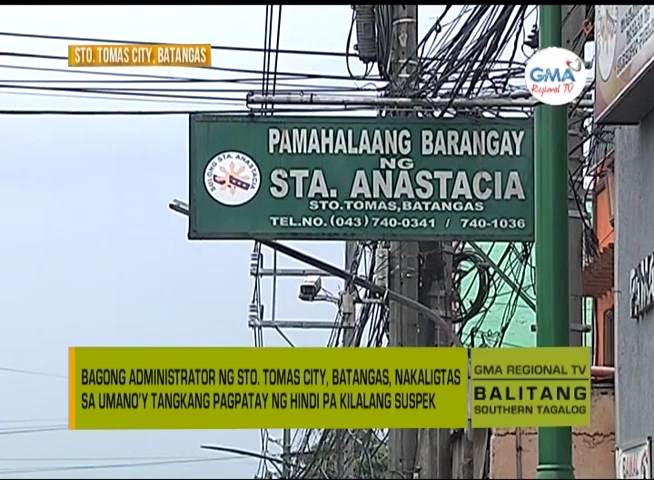 STO. TOMAS CITY, BATANGAS
GMA
Regional TV
PAMAHALAANG BARANGAY
NG
STA. ANASTACIA
STO. TOMAS, BATANGAS
TEL.NO. (043) 740-0341 / 740-1036
BAGONG ADMINISTRATOR NG STO. TOMAS CITY, BATANGAS, NAKALIGTAS
SA UMANO'Y TANGKANG PAGPATAY NG HINDI PA KILALANG SUSPEK
GMA REGIONAL TV
BALITANG
SOUTHERN TAGALOG